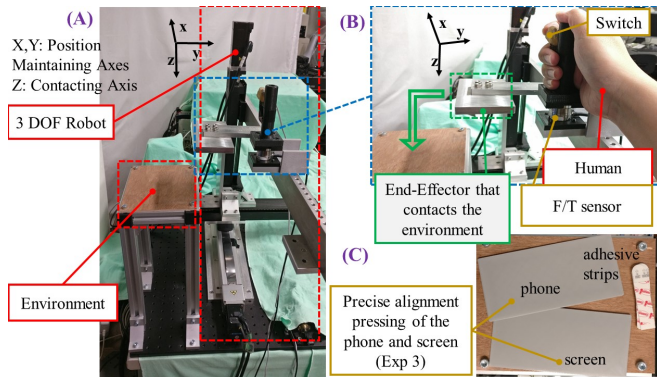 (A)
X,Y: Position
Maintaining Axes
Z: Contacting Axis
x
y
z
3 DOF Robot
Environment
(B)
x
y
z
Switch
Human
F/T sensor
End-Effector that
contacts the
environment
(C)
Precise alignment
pressing of the
phone and screen
(Exp 3)
adhesive
strips
phone
screen